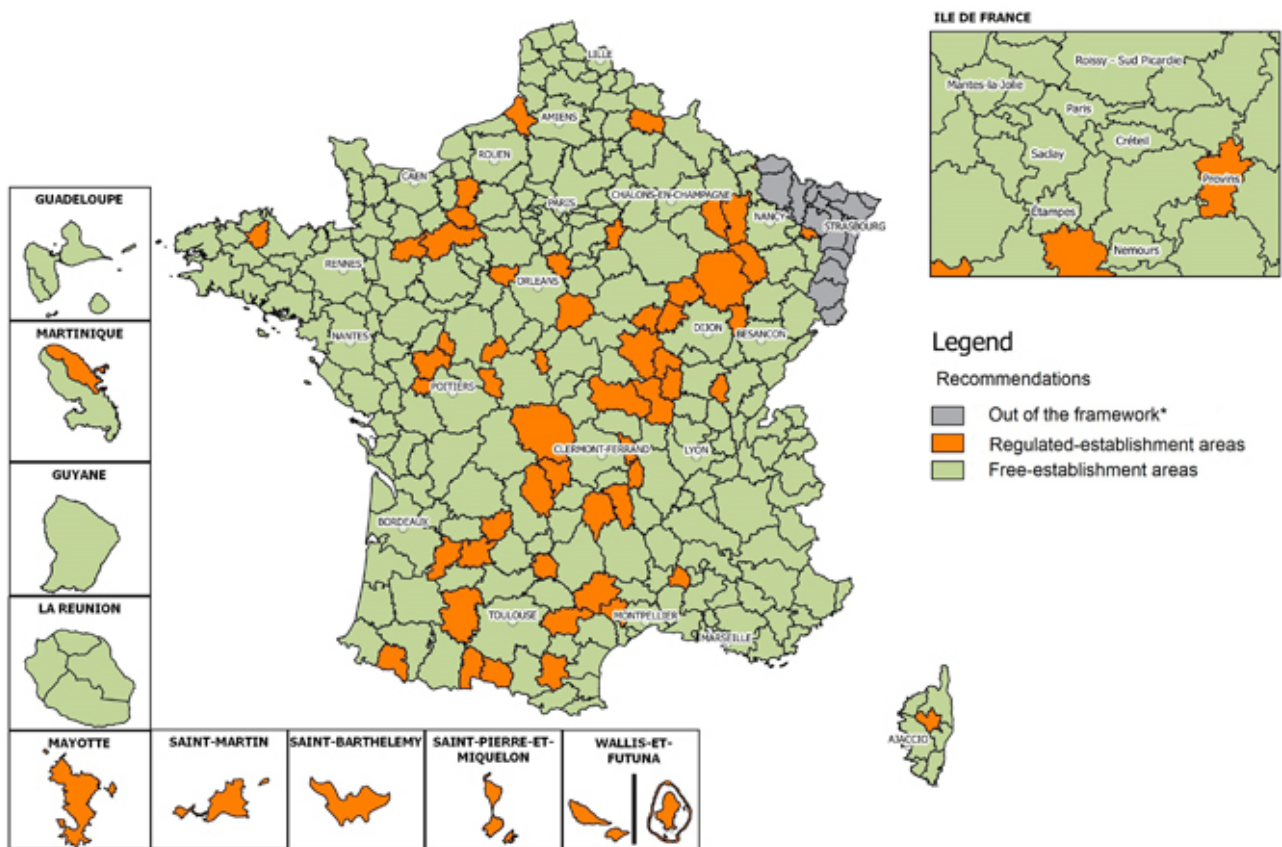 ILE DE FRANCE
LILLE
AMIENS
ROUEN
CAEN
PARIS
CHALONS-EN-CHAMPAGNE
NANCY
STRASBOURG
RENNES
ORLEANS
NANTES
DIJON
BESANCON
POITIERS
CLERMONT-FERRAND
LYON
BORDEAUX
TOULOUSE
MONTPELLIER
MARSEILLE
AJACCIO
Roissy - Sud Picardie
Mantes-la-Jolie
Paris
Créteil
Saclay
Provins
Étampes
Nemours
Legend
Recommendations
Out of the framework*
Regulated-establishment areas
Free-establishment areas
GUADELOUPE
MARTINIQUE
GUYANE
LA REUNION
MAYOTTE
SAINT-MARTIN
SAINT-BARTHELEMY
SAINT-PIERRE-ET-
MIQUELON
WALLIS-ET-
FUTUNA